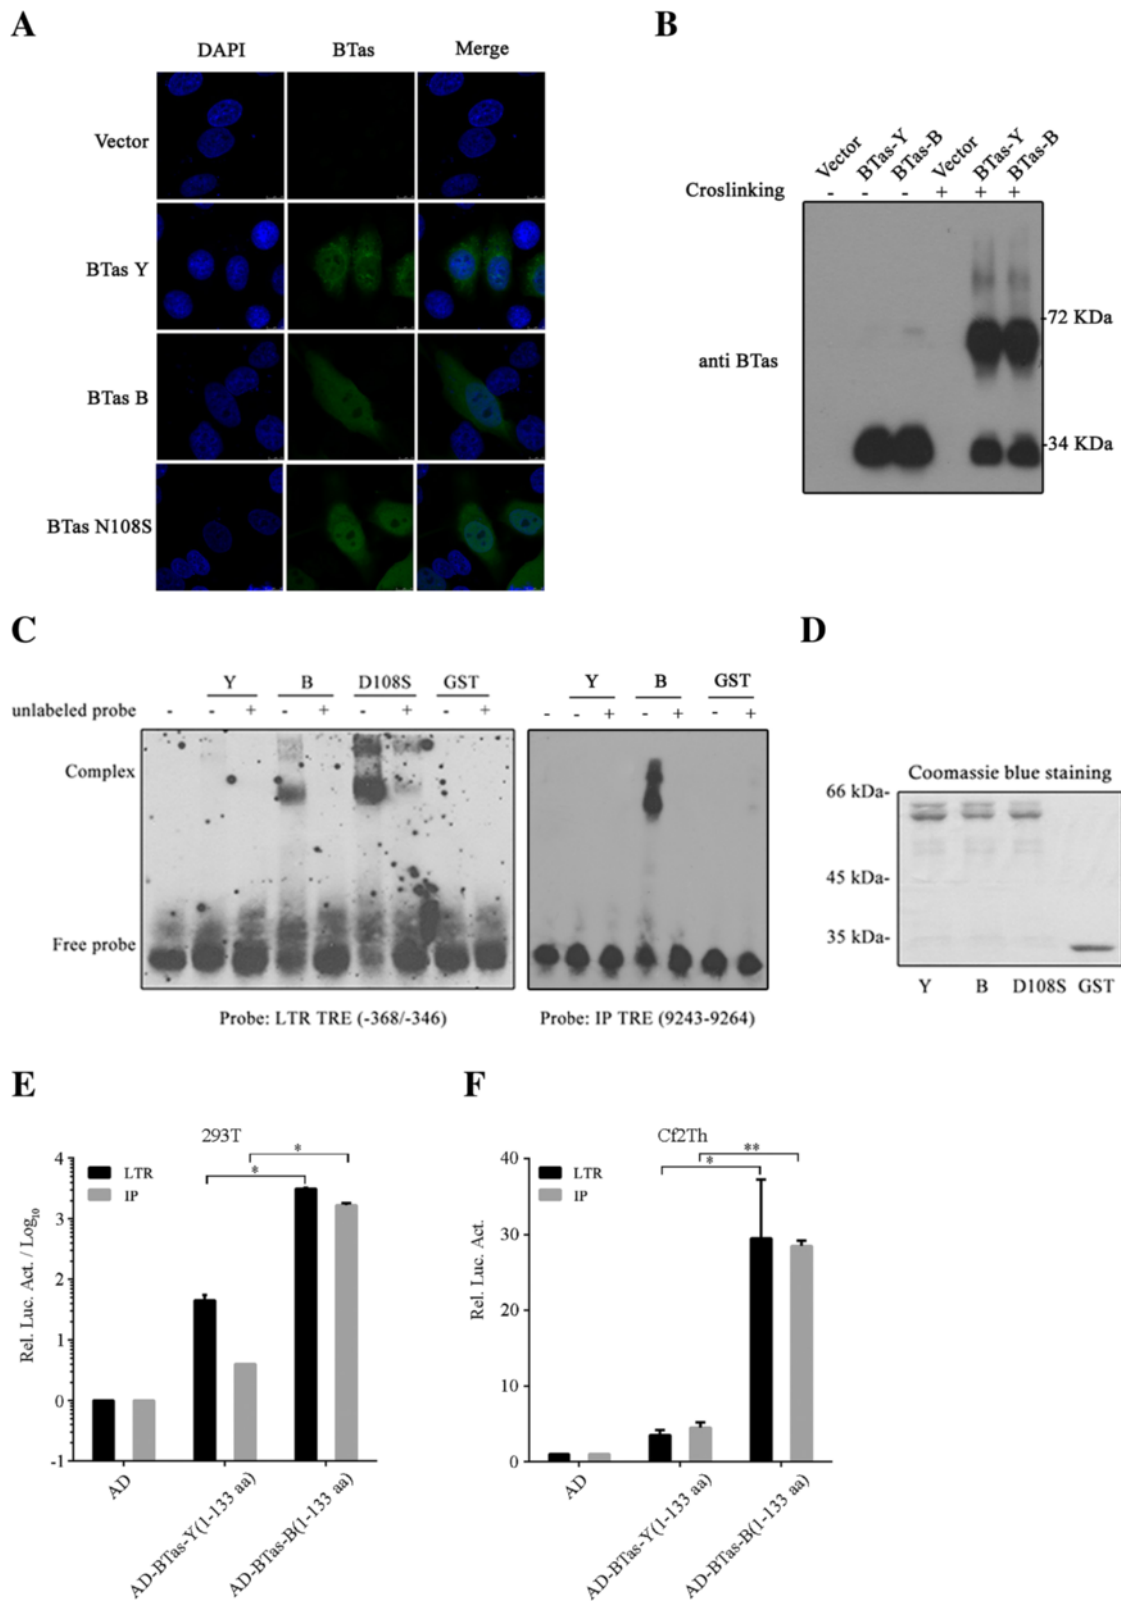 A
DAPI BTas Merge
Vector
BTas Y
BTas B
BTas N108S
B
Vector BTas-Y BTas-B Vector BTas-Y BTas-B
Croslinking - - - + + +
-72 KDa
anti BTas
-34 KDa
C
Y B D108S GST
unlabeled probe - - + - + - + - +
Complex
Free probe
Probe: LTR TRE (-368/-346)
Y B GST
- - + - + - +
Probe: IP TRE (9243-9264)
D
Coomassie blue staining
66 kDa-
45 kDa-
35 kDa-
Y B D108S GST
E
293T
* *
LTR
IP
Rel. Luc. Act. / Log10
4
3
2
1
0
-1
AD AD-BTas-Y(1-133 aa) AD-BTas-B(1-133 aa)
F
Cf2Th
* **
LTR
IP
Rel. Luc. Act.
40
30
20
10
0
AD AD-BTas-Y(1-133 aa) AD-BTas-B(1-133 aa)